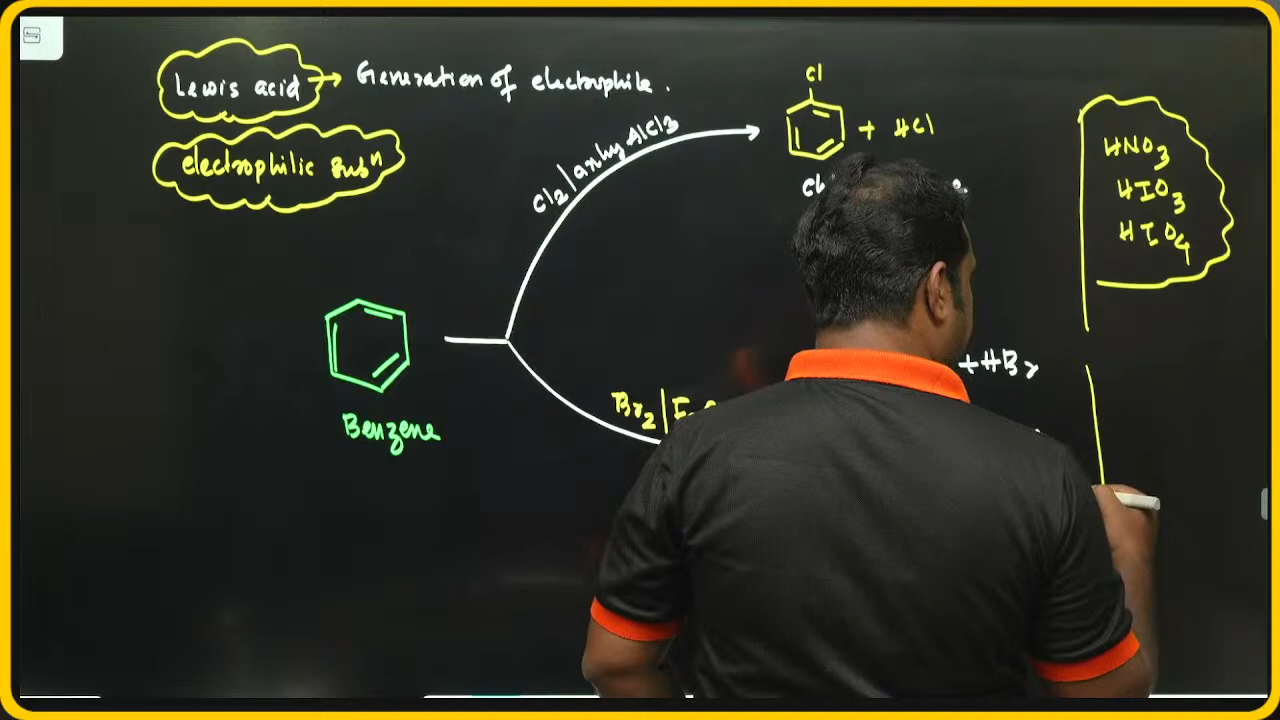 Lewis acid → Generation of electrophile.
electrophilic subⁿ
Cl2 | anhy AlCl3
Cl
+ HCl
HNO3
HIO3
HIO4
Br2 |
+HBr
Benzene